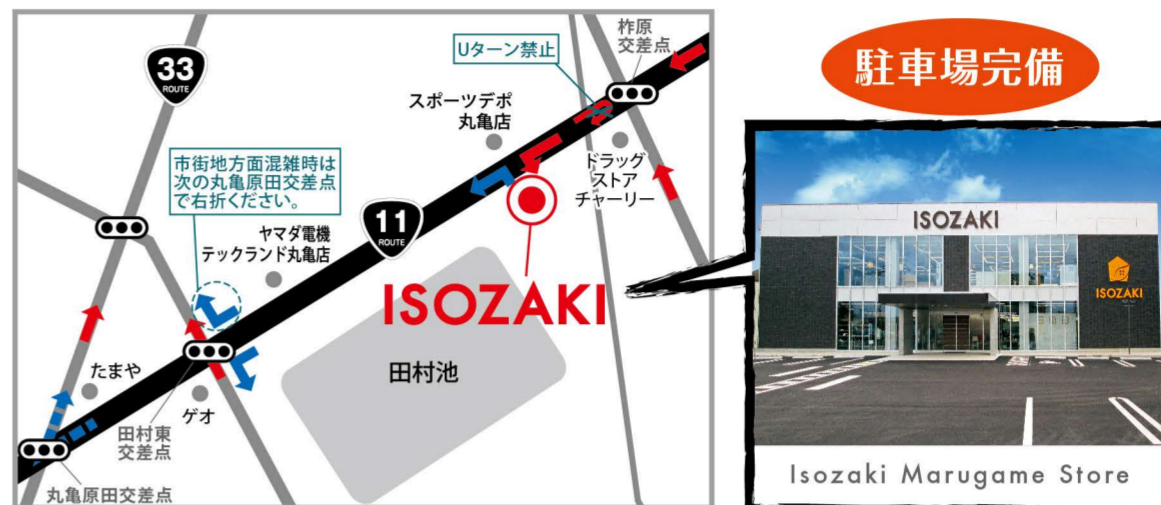 33
ROUTE
Uターン禁止
柞原
交差点
スポーツデポ
丸亀店
ドラッグ
ストア
チャーリー
市街地方面混雑時は
次の丸亀原田交差点
で右折ください。
11
ROUTE
ヤマダ電機
テックランド丸亀店
ISOZAKI
田村池
たまや
ゲオ
田村東
交差点
丸亀原田交差点
駐車場完備
ISOZAKI
ISOZAKI
Isozaki Marugame Store